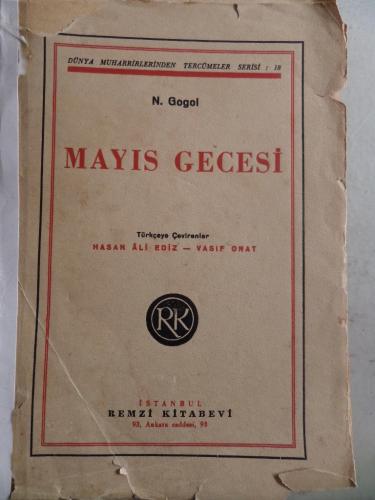 DÜNYA MUHARRİRLERİNDEN TERCÜMELER SERİSİ : 18
N. Gogol
MAYIS GECESİ
Türkçeye Çevirenler
HASAN ÂLİ EDİZ — VASIF ONAT
RK
İSTANBUL
REMZİ KİTABEVİ
93, Ankara caddesi, 93